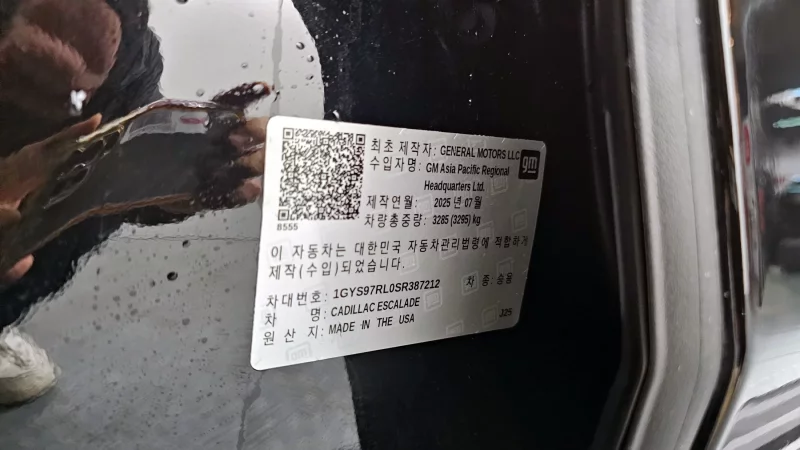 최초 제작자: GENERAL MOTORS LLC
gm
수입자명: GM Asia Pacific Regional
Headquarters Ltd.
제작연월: 2025 년 07 월
차량총중량: 3285 (3295) kg
8555
이 자동차는 대한민국 자동차관리법령에 적합하게
제작(수입)되었습니다.
차대번호: 1GYS97RL0SR387212 차 종: 승용
차 명: CADILLAC ESCALADE
원 산 지: MADE IN THE USA
J25